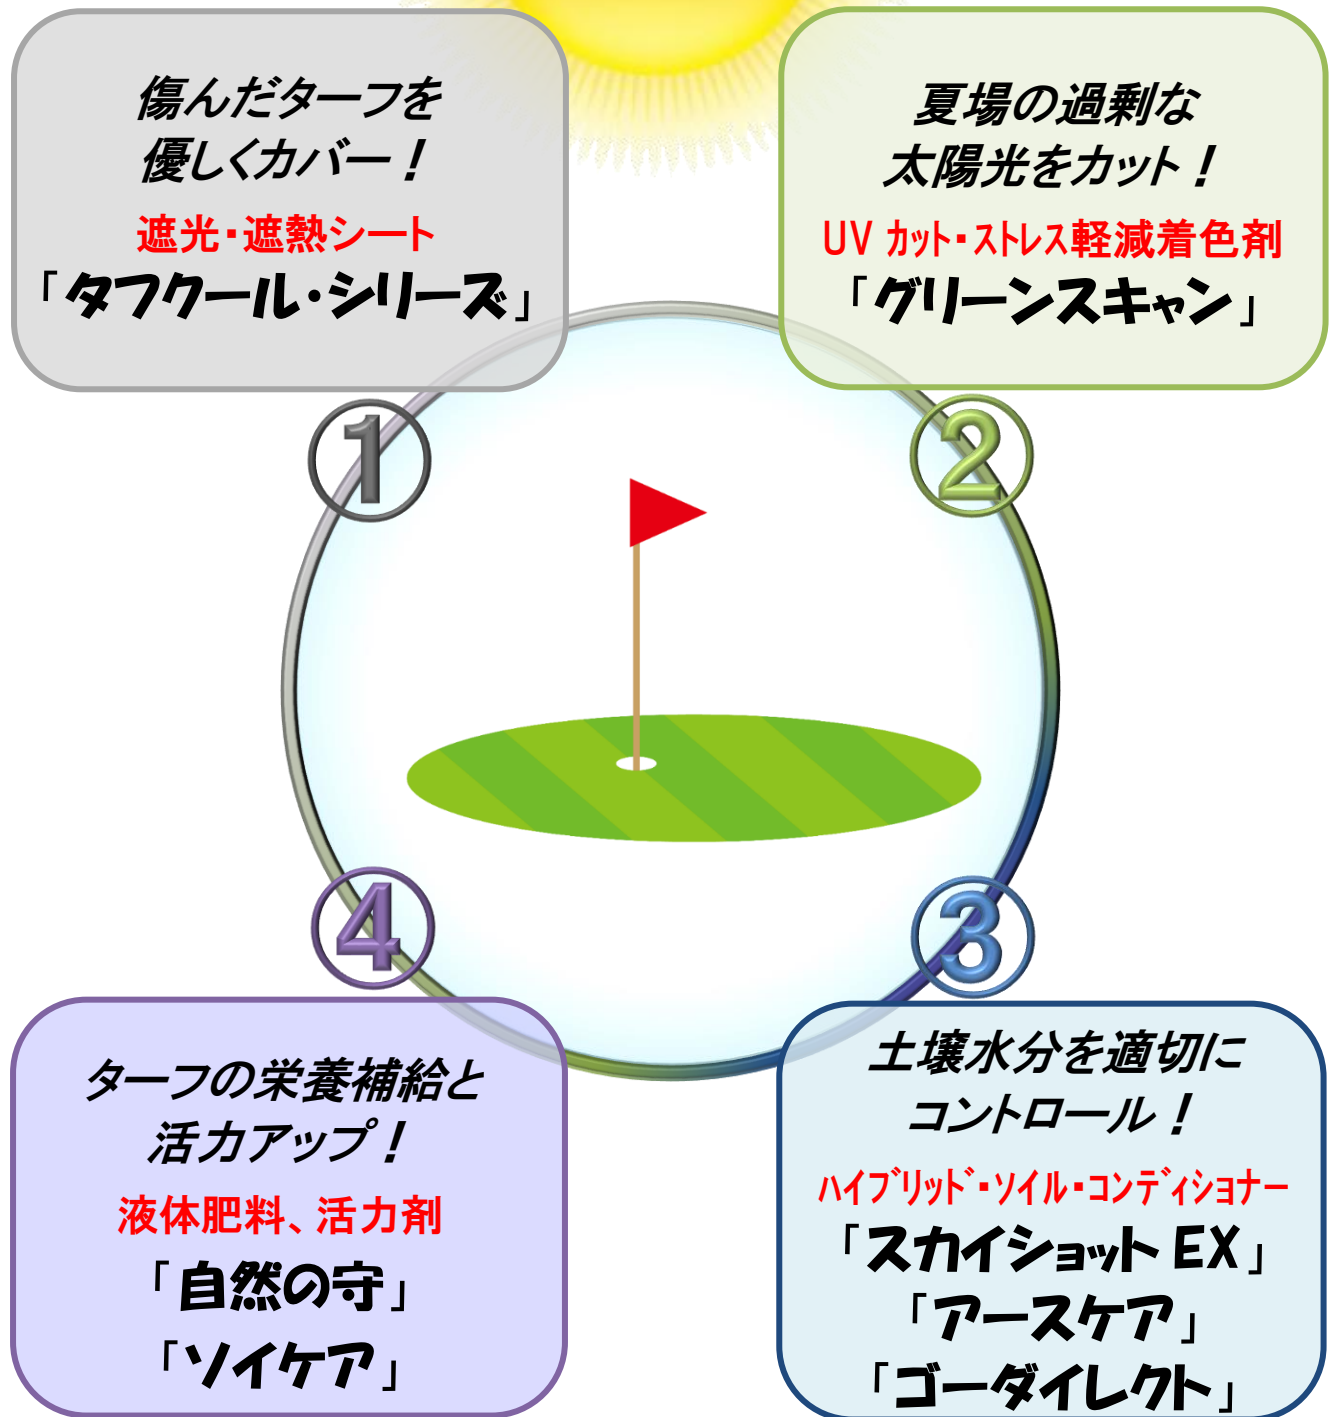 傷んだターフを
優しくカバー！
遮光・遮熱シート
「タフクール・シリーズ」
①
夏場の過剰な
太陽光をカット！
UV カット・ストレス軽減着色剤
「グリーンスキャン」
②
土壌水分を適切に
コントロール！
ハイブリッド・ソイル・コンディショナー
「スカイショット EX」
「アースケア」
「ゴーダイレクト」
③
ターフの栄養補給と
活力アップ！
液体肥料、活力剤
「自然の守」
「ソイケア」
④